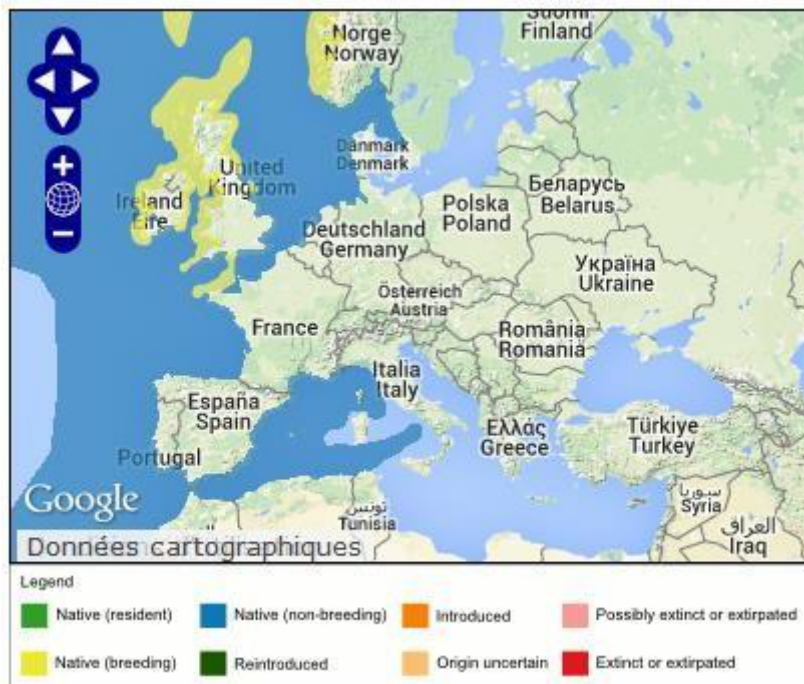 Suomi
Finland
Norge
Norway
Danmark
Denmark
United
Kingdom
Ireland
Éire
Беларусь
Belarus
Polska
Poland
Deutschland
Germany
Україна
Ukraine
Österreich
Austria
France
România
Romania
Italia
Italy
España
Spain
Portugal
Ελλάς
Greece
Türkiye
Turkey
تونس
Tunisia
سوريا
Syria
العراق
Iraq
Google
Données cartographiques
Legend
Native (resident)
Native (non-breeding)
Introduced
Possibly extinct or extirpated
Native (breeding)
Reintroduced
Origin uncertain
Extinct or extirpated